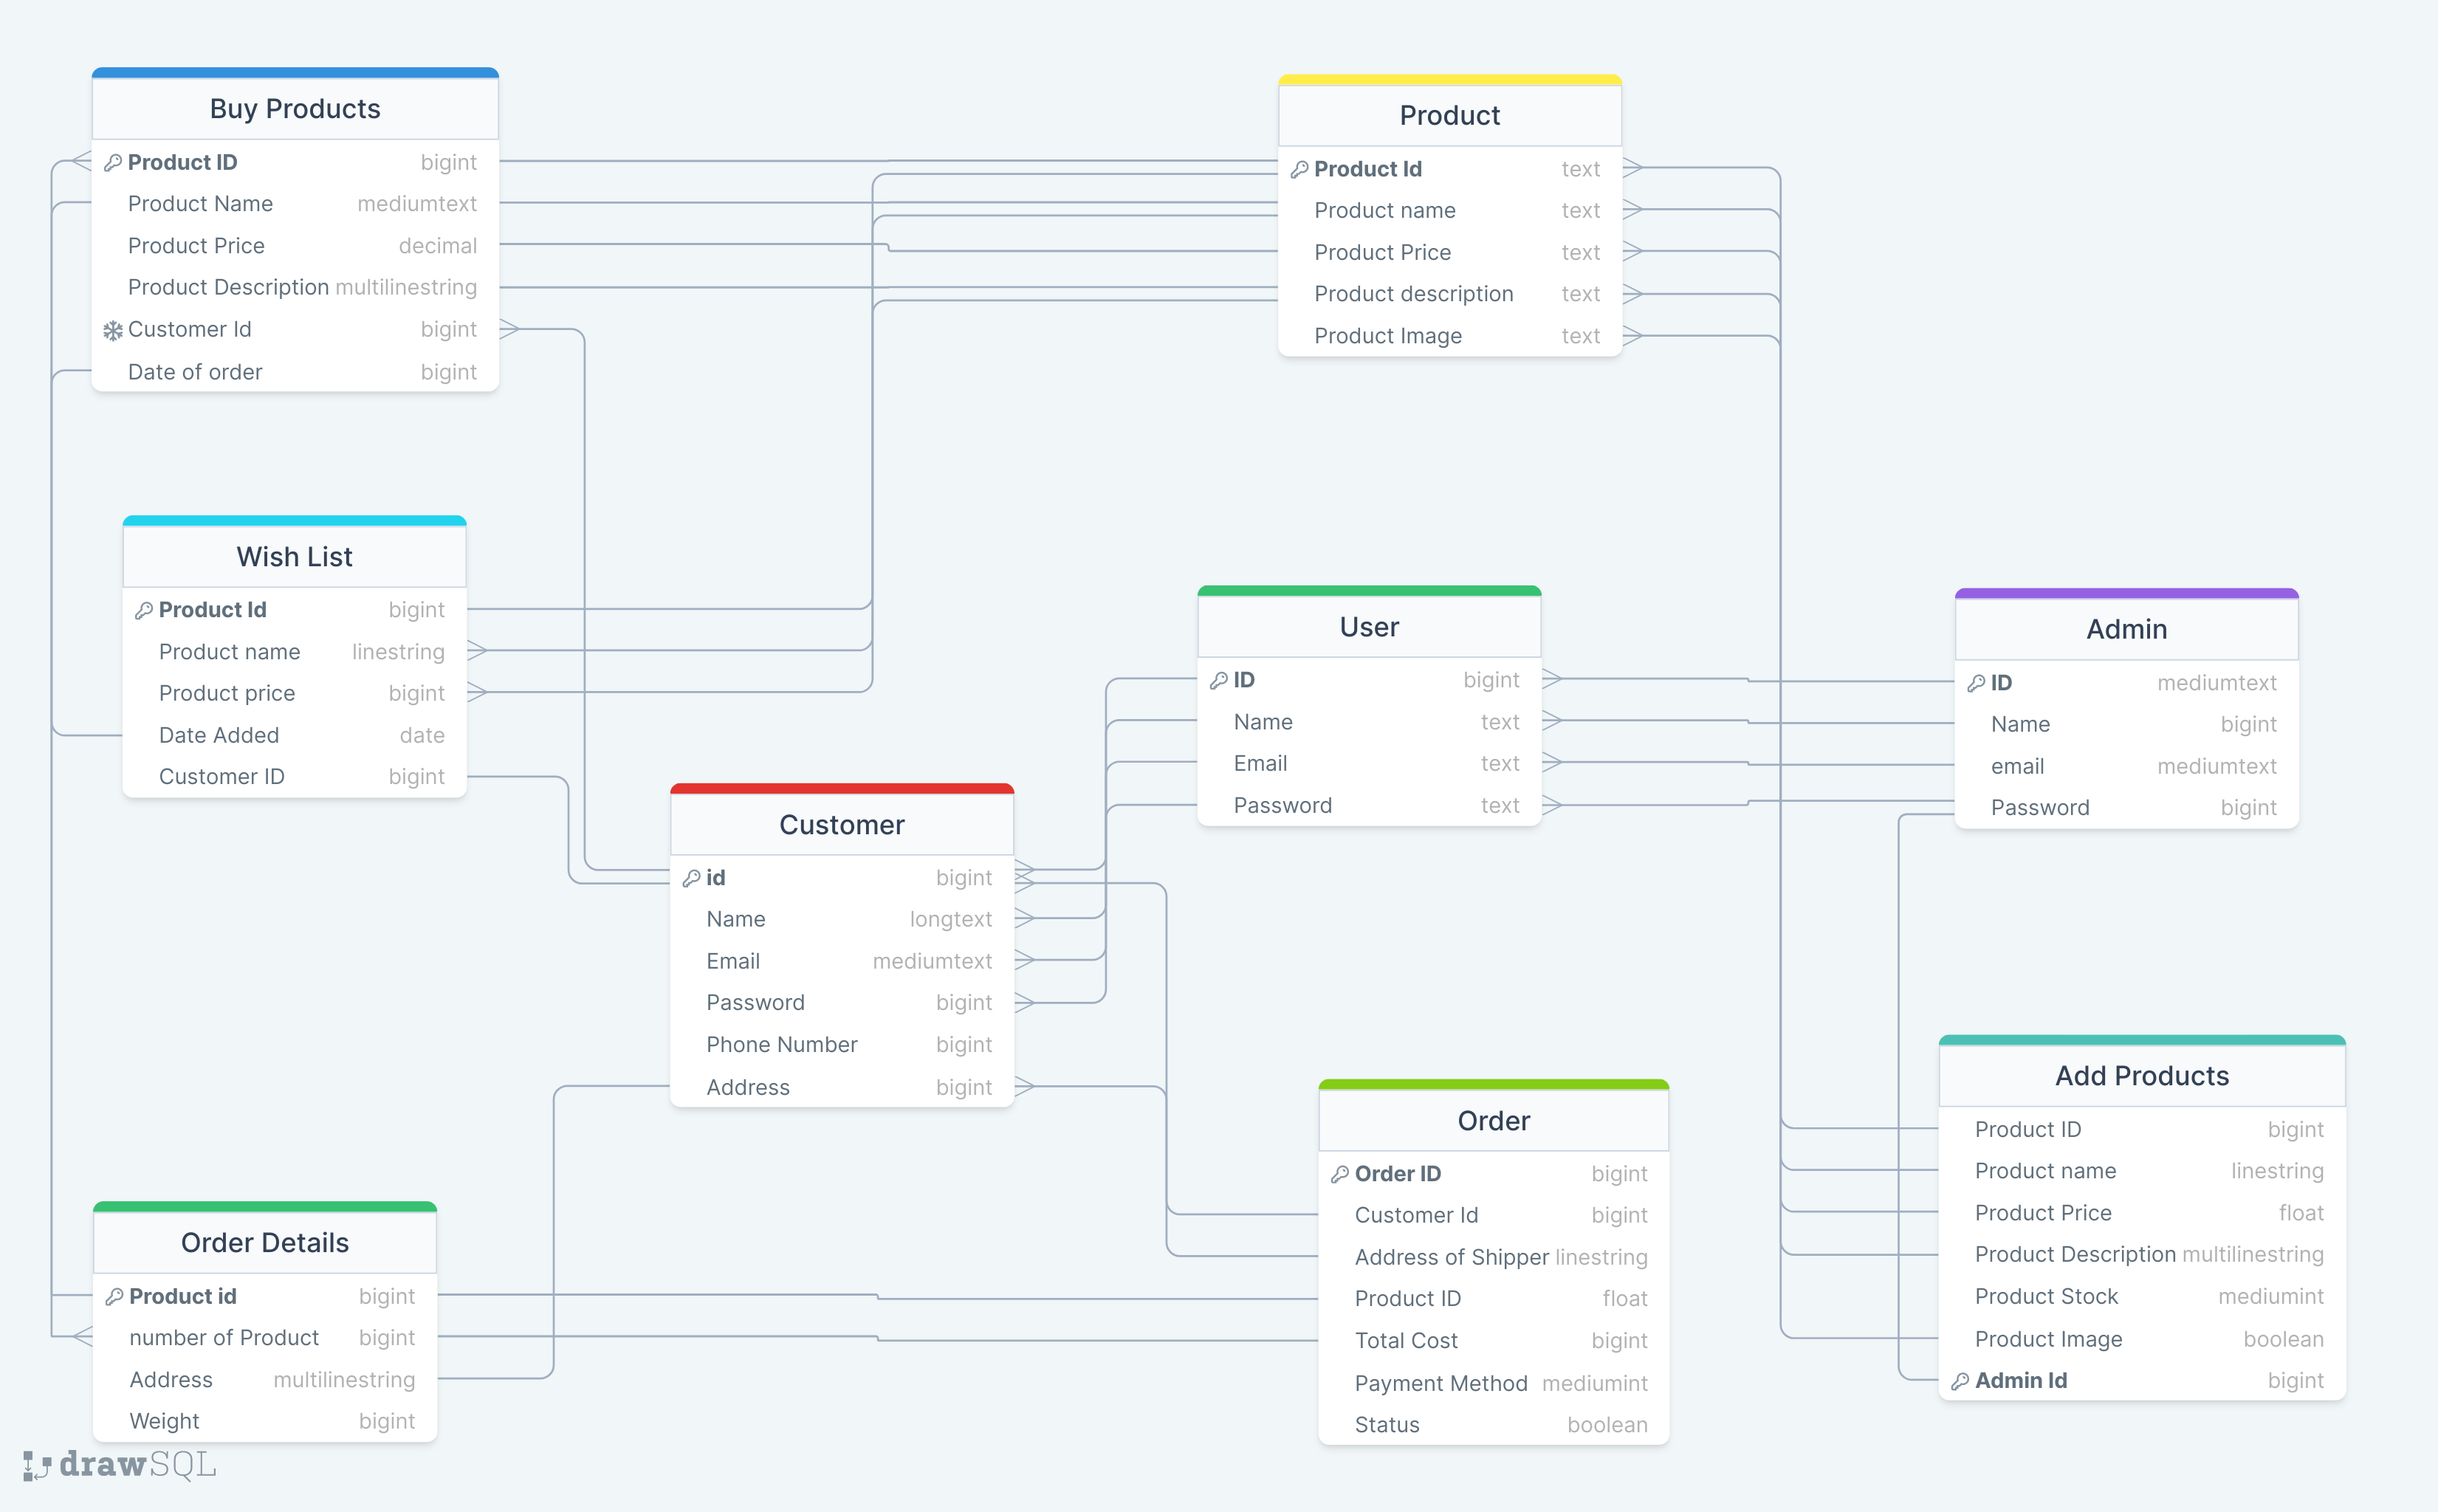 Buy Products
Product ID bigint
Product Name mediumtext
Product Price decimal
Product Description multilinestring
Customer Id bigint
Date of order bigint
Product
Product Id text
Product name text
Product Price text
Product description text
Product Image text
Wish List
Product Id bigint
Product name linestring
Product price bigint
Date Added date
Customer ID bigint
User
ID bigint
Name text
Email text
Password text
Admin
ID mediumtext
Name bigint
email mediumtext
Password bigint
Customer
id bigint
Name longtext
Email mediumtext
Password bigint
Phone Number bigint
Address bigint
Order
Order ID bigint
Customer Id bigint
Address of Shipper linestring
Product ID float
Total Cost bigint
Payment Method mediumint
Status boolean
Add Products
Product ID bigint
Product name linestring
Product Price float
Product Description multilinestring
Product Stock mediumint
Product Image boolean
Admin Id bigint
Order Details
Product id bigint
number of Product bigint
Address multilinestring
Weight bigint
drawSQL